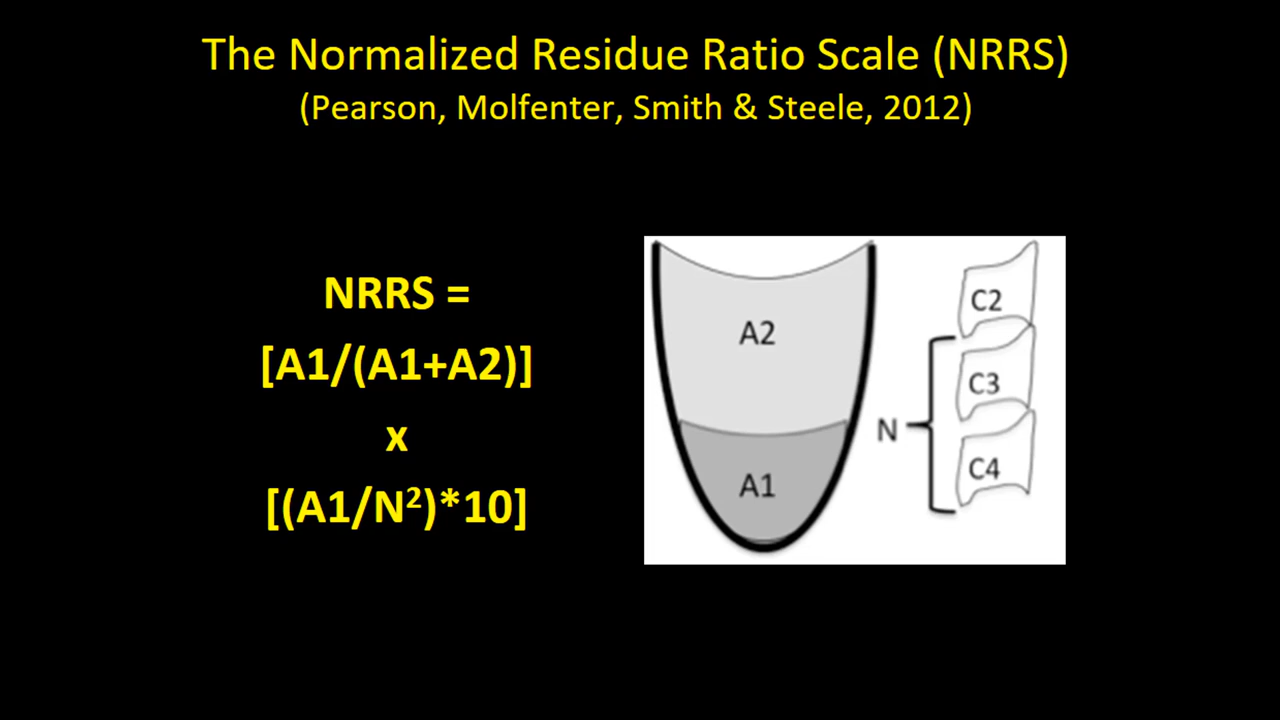 The Normalized Residue Ratio Scale (NRRS)
(Pearson, Molfenter, Smith & Steele, 2012)
NRRS =
[A1/(A1+A2)]
x
[(A1/N²)*10]
A2
A1
N
C2
C3
C4